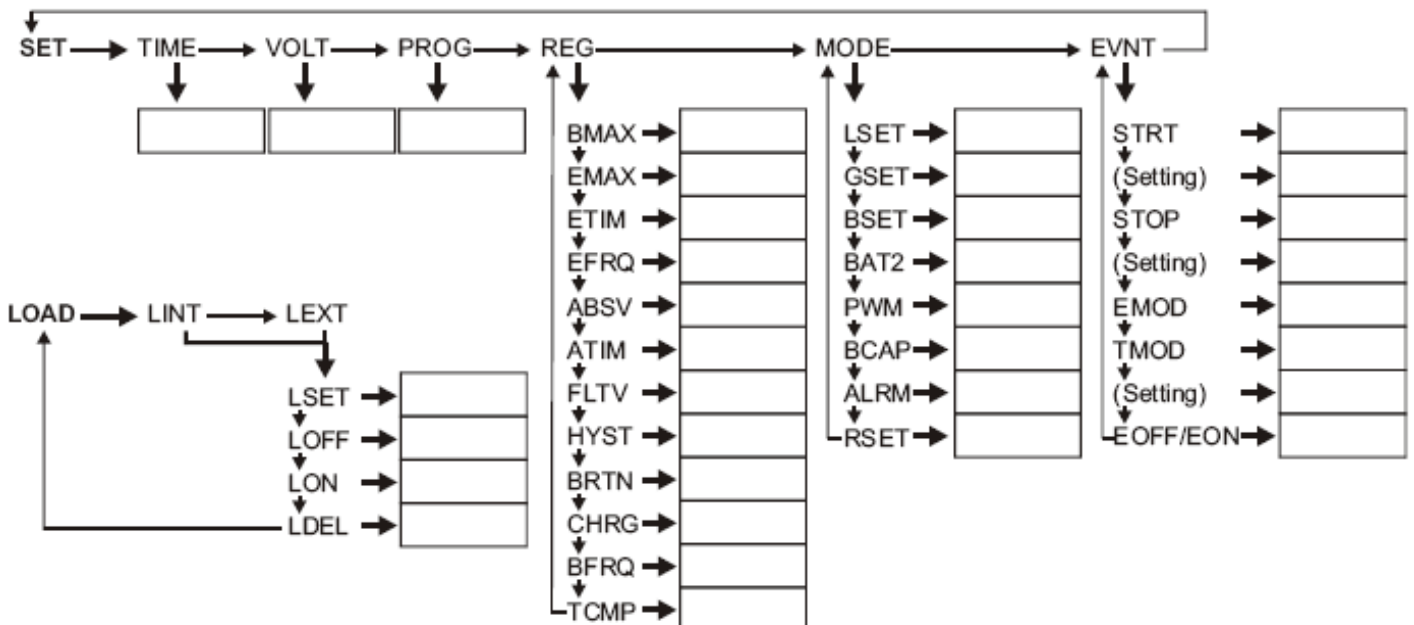 SET TIME VOLT PROG REG MODE EVNT
BMAX LSET STRT
EMAX GSET (Setting)
ETIM BSET STOP
EFRQ BAT2 (Setting)
LOAD LINT LEXT ABSV PWM EMOD
ATIM BCAP TMOD
LSET FLTV ALRM (Setting)
LOFF HYST RSET EOFF/EON
LON BRTN
LDEL CHRG
BFRQ
TCMP